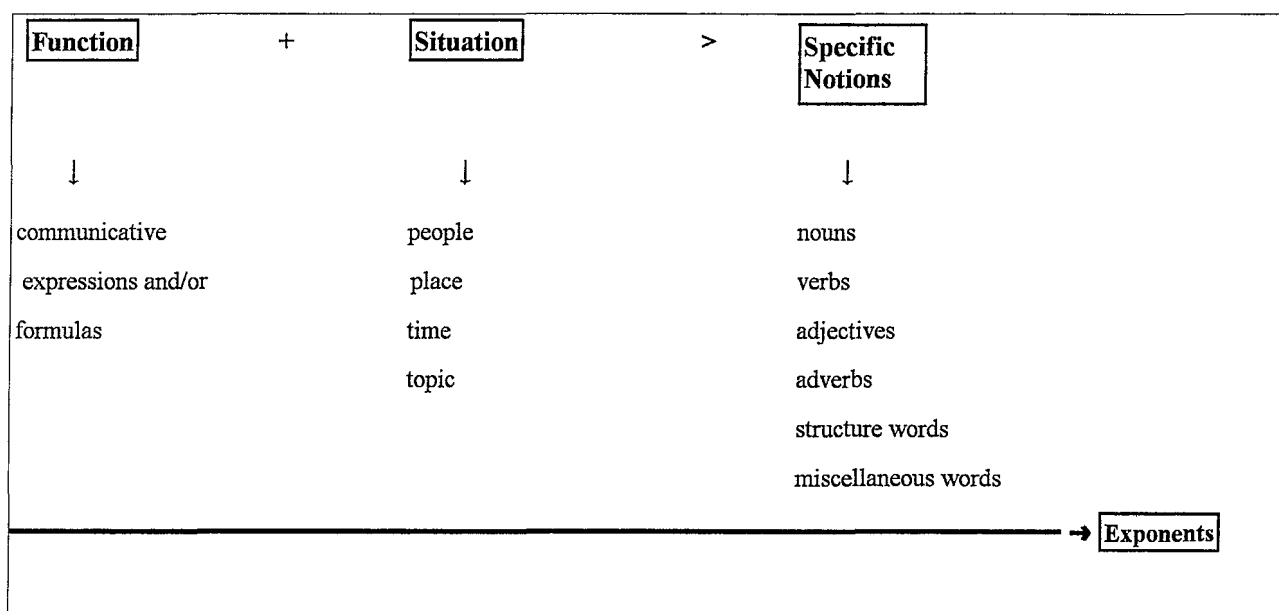 Function + Situation > Specific
Notions
↓ ↓ ↓
communicative people nouns
expressions and/or place verbs
formulas time adjectives
topic adverbs
structure words
miscellaneous words
→ Exponents